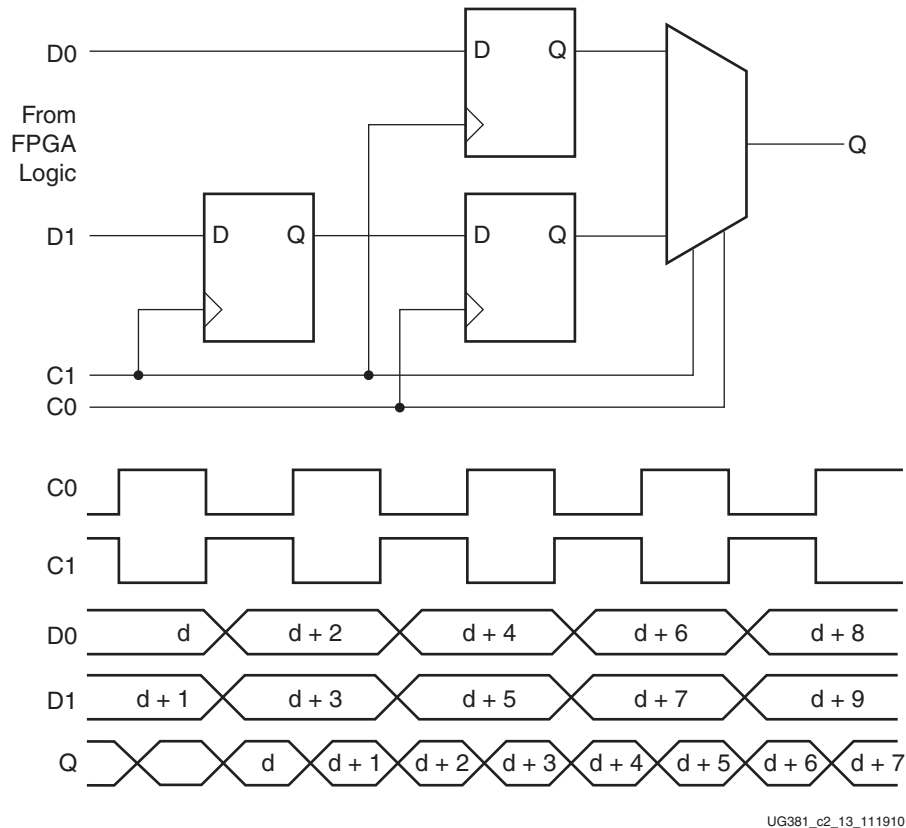 D0
D Q
From
FPGA
Logic
Q
D1
D Q
D Q
C1
C0
C0
C1
D0 d d + 2 d + 4 d + 6 d + 8
D1 d + 1 d + 3 d + 5 d + 7 d + 9
Q d d + 1 d + 2 d + 3 d + 4 d + 5 d + 6 d + 7
UG381_c2_13_111910